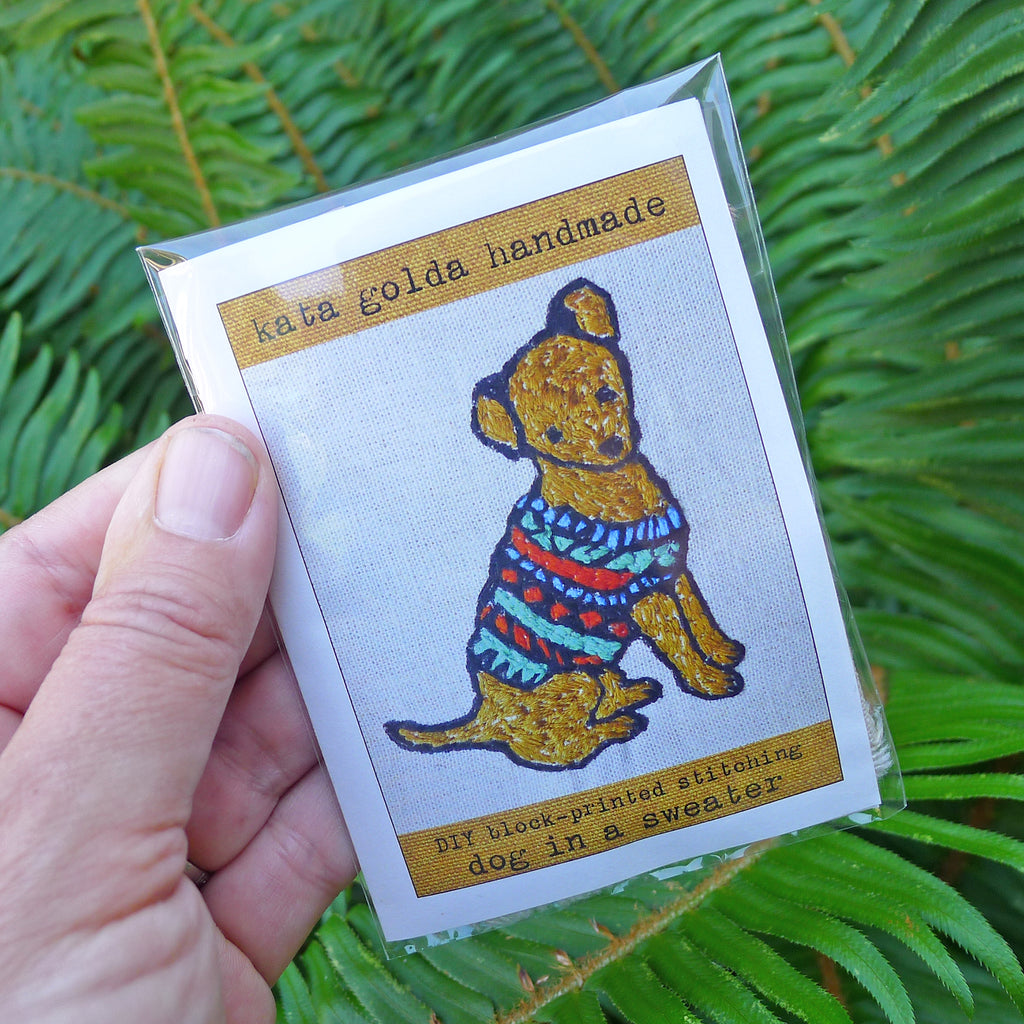 kata golda handmade
DIY block-printed stitching
dog in a sweater